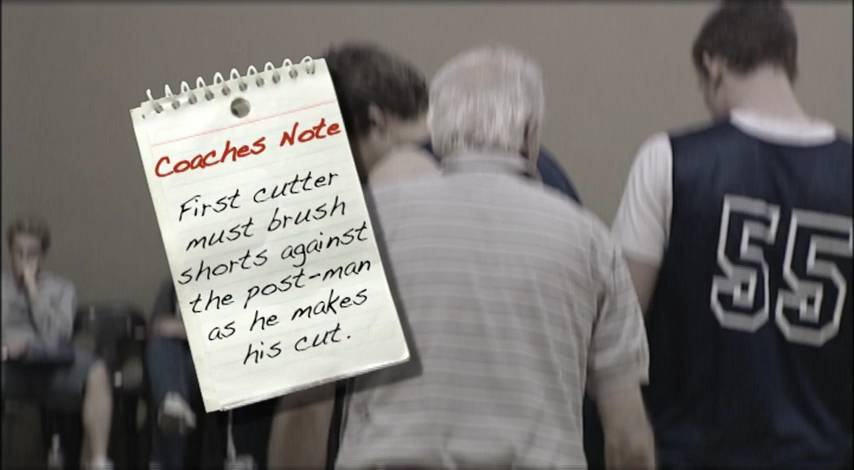 Coaches Note
First cutter
must brush
shorts against
the post-man
as he makes
his cut.
55